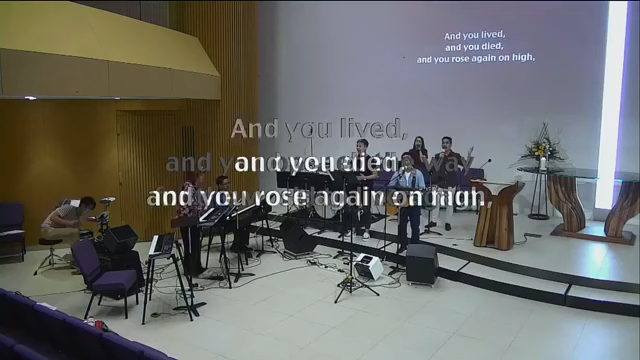 And you lived,
and you died,
and you rose again on high,
And you lived,
and you died,
and you rose again on high,